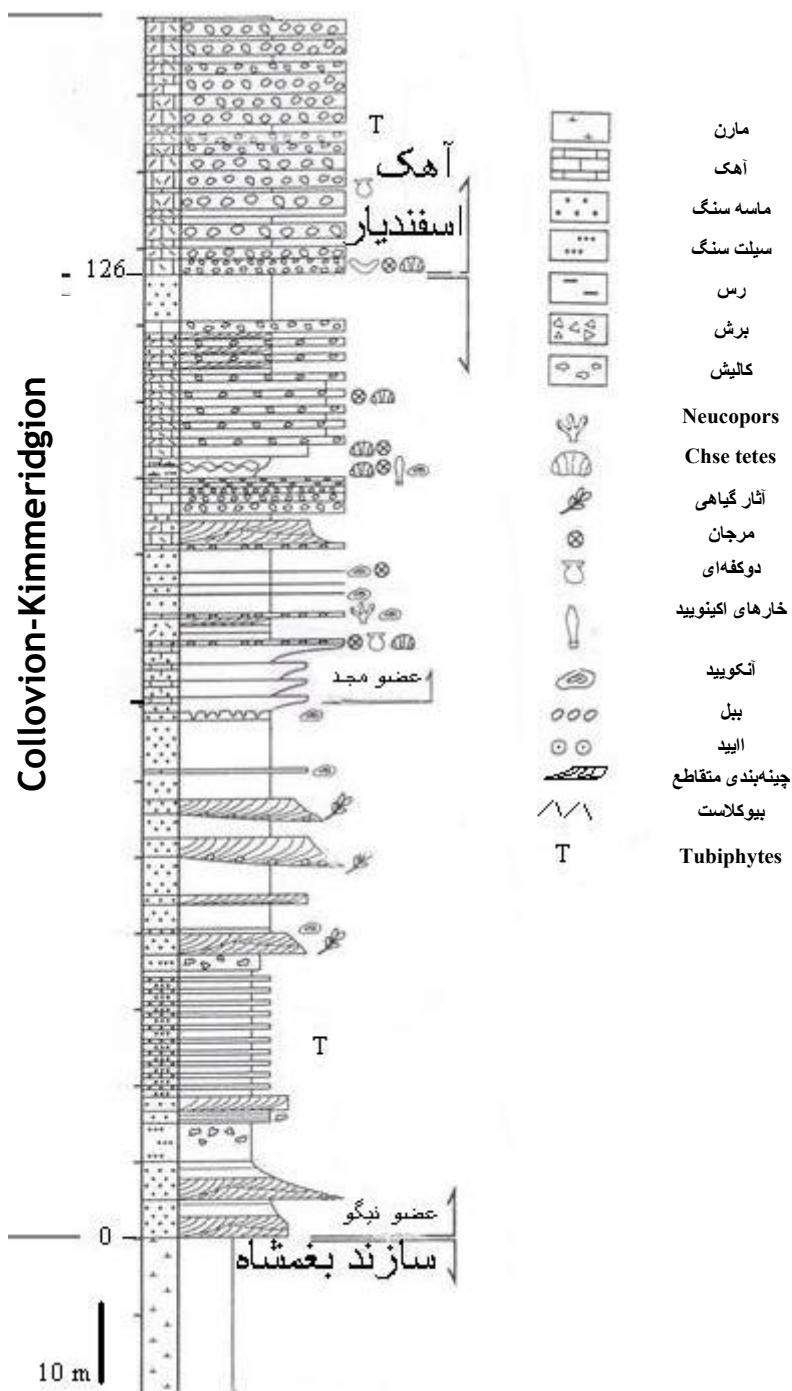 T
آهک
اسفندیار
126
Collovion-Kimmeridgion
عضو مجد
T
عضو نیگو
0
سازند بغمشاه
10 m
مارن
آهک
ماسه سنگ
سیلت سنگ
رس
برش
کالیش
Neucopors
Chse tetes
آثار گیاهی
مرجان
دوکفه‌ای
خارهای اکینویید
آنکویید
ببل
اایید
چینه‌بندی متقاطع
بیوکلاست
T Tubiphytes